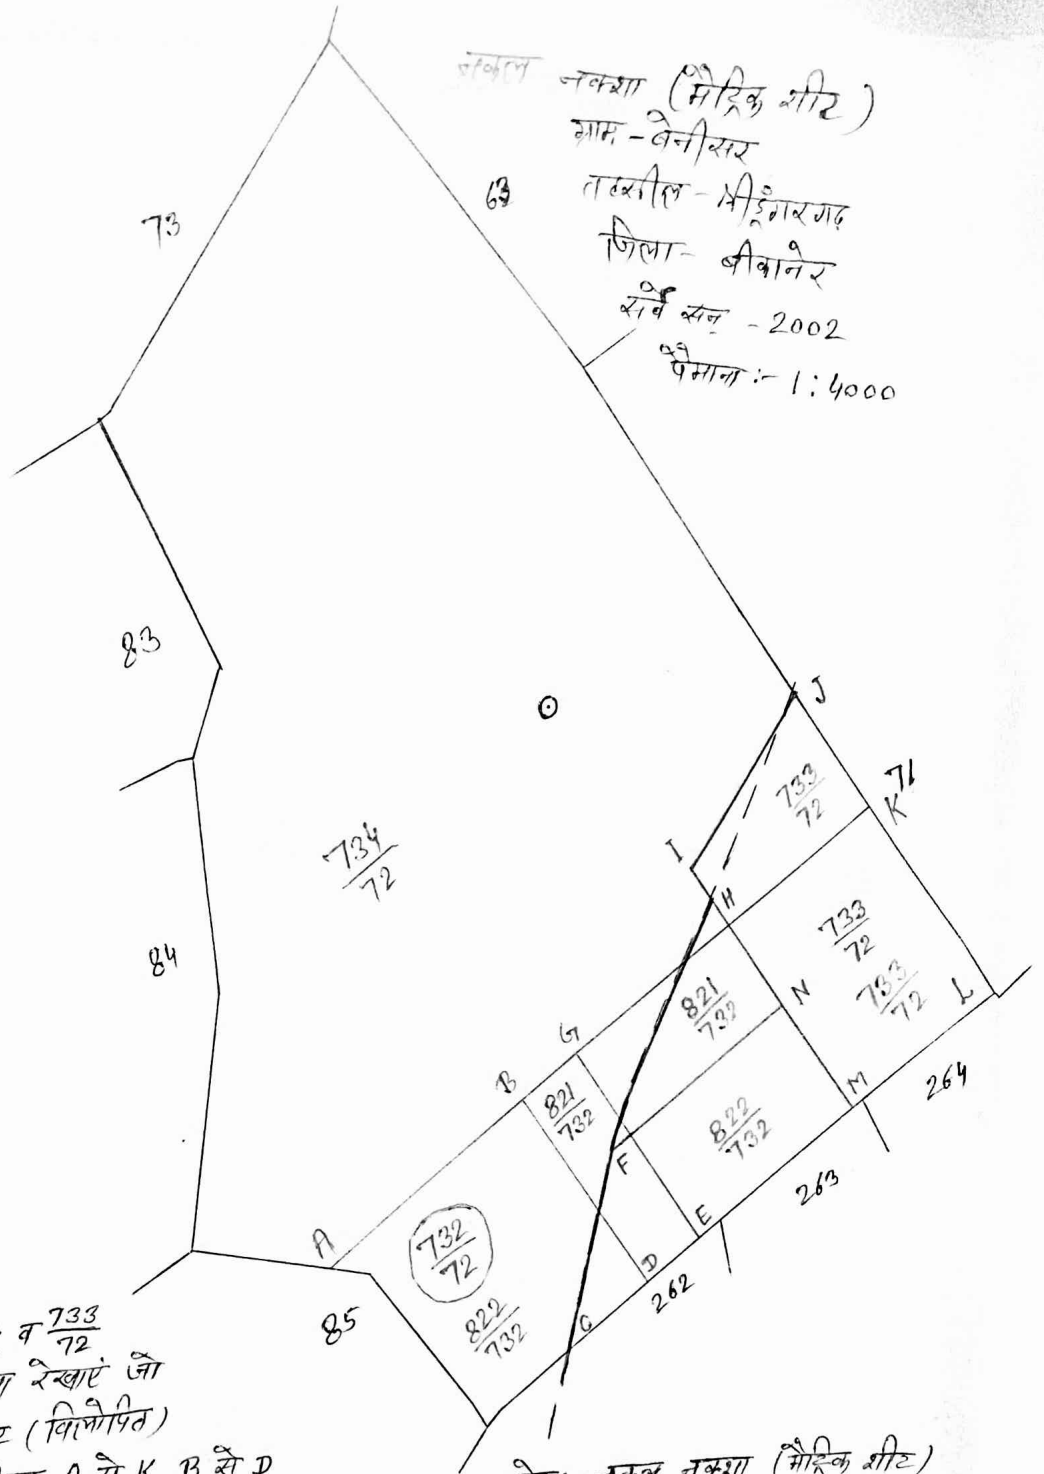 नकल नक्शा (मैट्रिक शीट)
ग्राम - बेनीसर
तहसील - श्रीडूंगरगढ़
जिला - बीकानेर
सर्वे सन् - 2002
पैमाना :- 1:4000
73
63
83
J
71
733/72
K
I
H
734/72
733/72
84
733/72
821/732
N
L
G
B
821/732
M
264
822/732
F
263
A
732/72
E
D
262
85
822/732
C
व 733/72
रेखाएं जो
(विलोपित)
A से K, B से D
नकल नक्शा (मैट्रिक शीट)